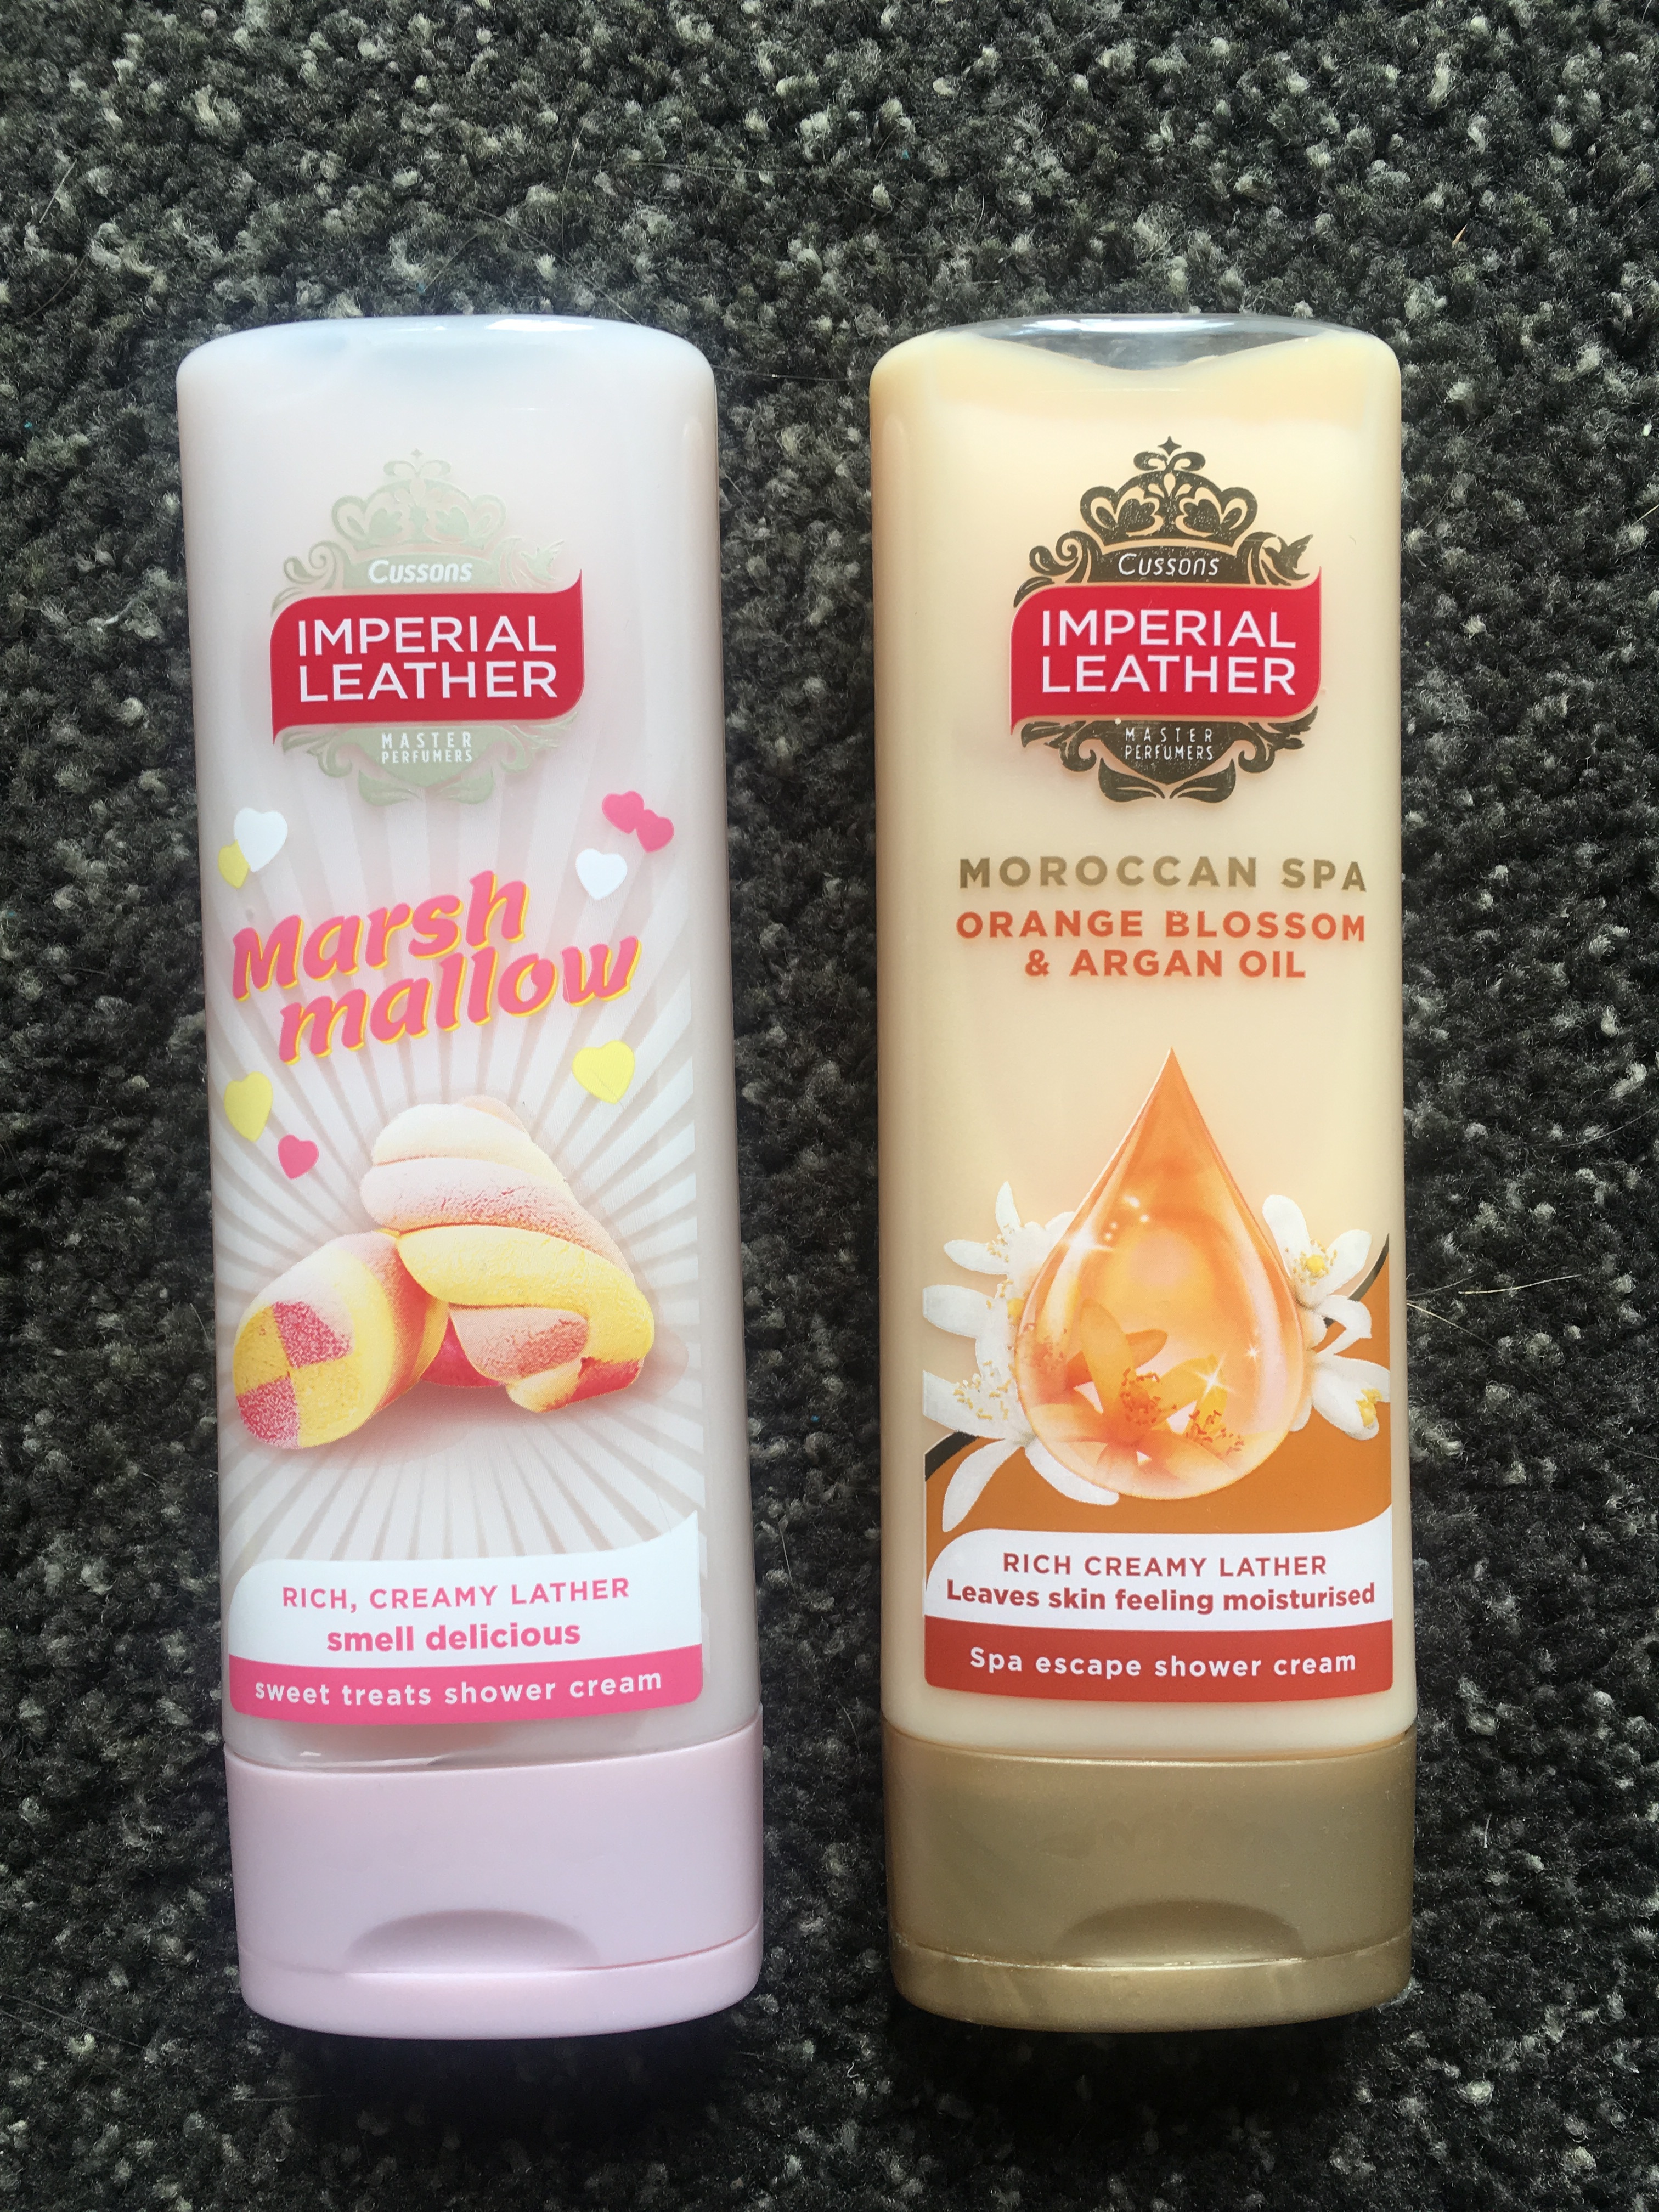 Cussons
IMPERIAL
LEATHER
MASTER
PERFUMERS
Marsh
mallow
RICH, CREAMY LATHER
smell delicious
sweet treats shower cream
Cussons
IMPERIAL
LEATHER
MASTER
PERFUMERS
MOROCCAN SPA
ORANGE BLOSSOM
& ARGAN OIL
RICH CREAMY LATHER
Leaves skin feeling moisturised
Spa escape shower cream